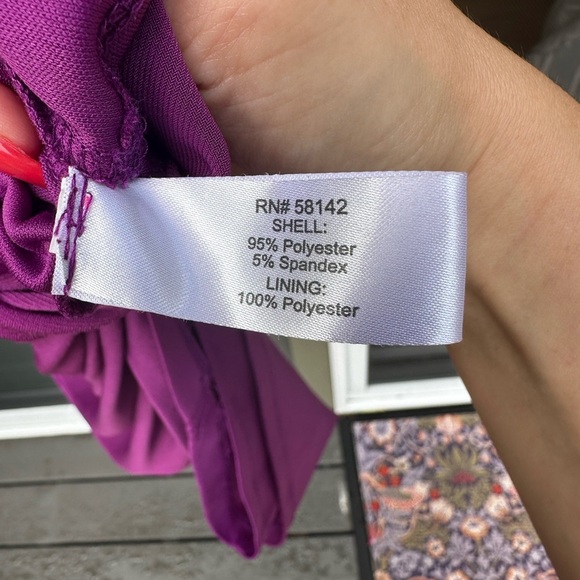 RN# 58142
SHELL:
95% Polyester
5% Spandex
LINING:
100% Polyester